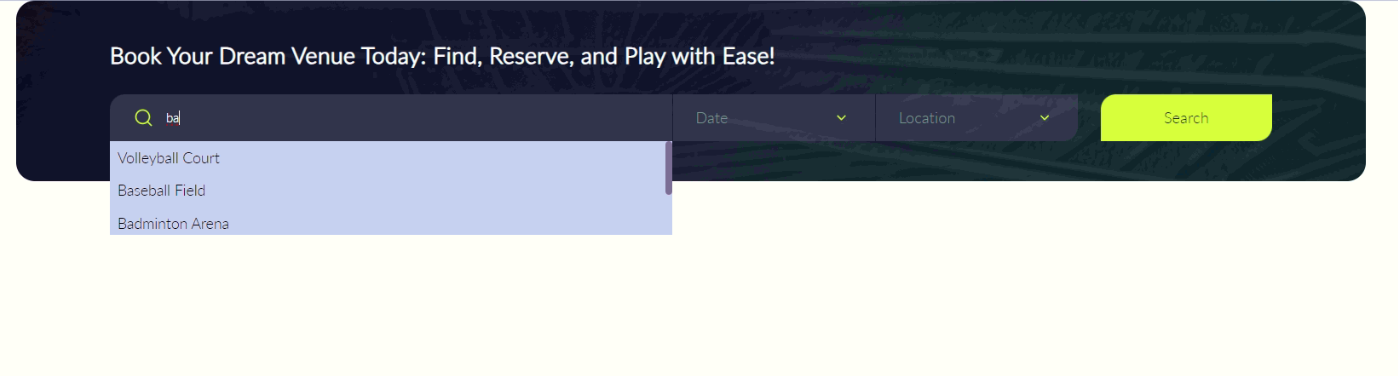 Book Your Dream Venue Today: Find, Reserve, and Play with Ease!
ba Date Location Search
Volleyball Court
Baseball Field
Badminton Arena